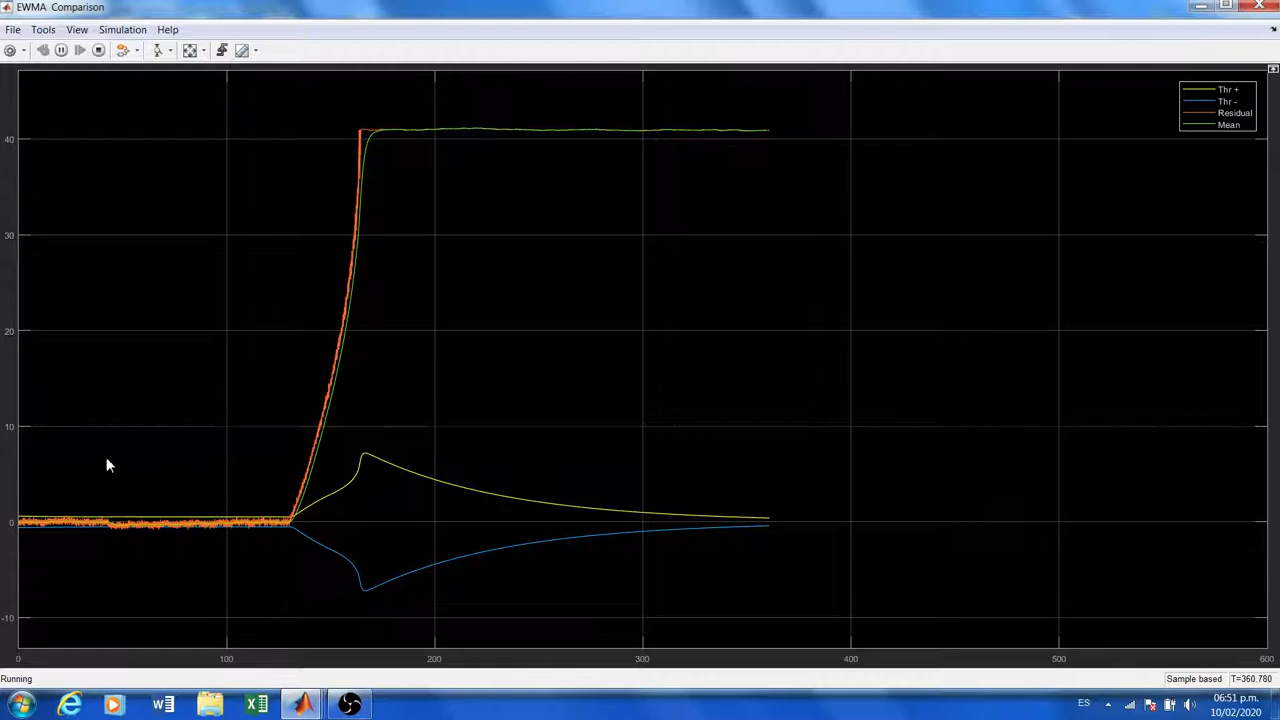 EWMA Comparison
File Tools View Simulation Help
Thr +
Thr -
Residual
Mean
40
30
20
10
0
-10
0 100 200 300 400 500 600
Running
Sample based T=360.780
ES
06:51 p.m.
10/02/2020